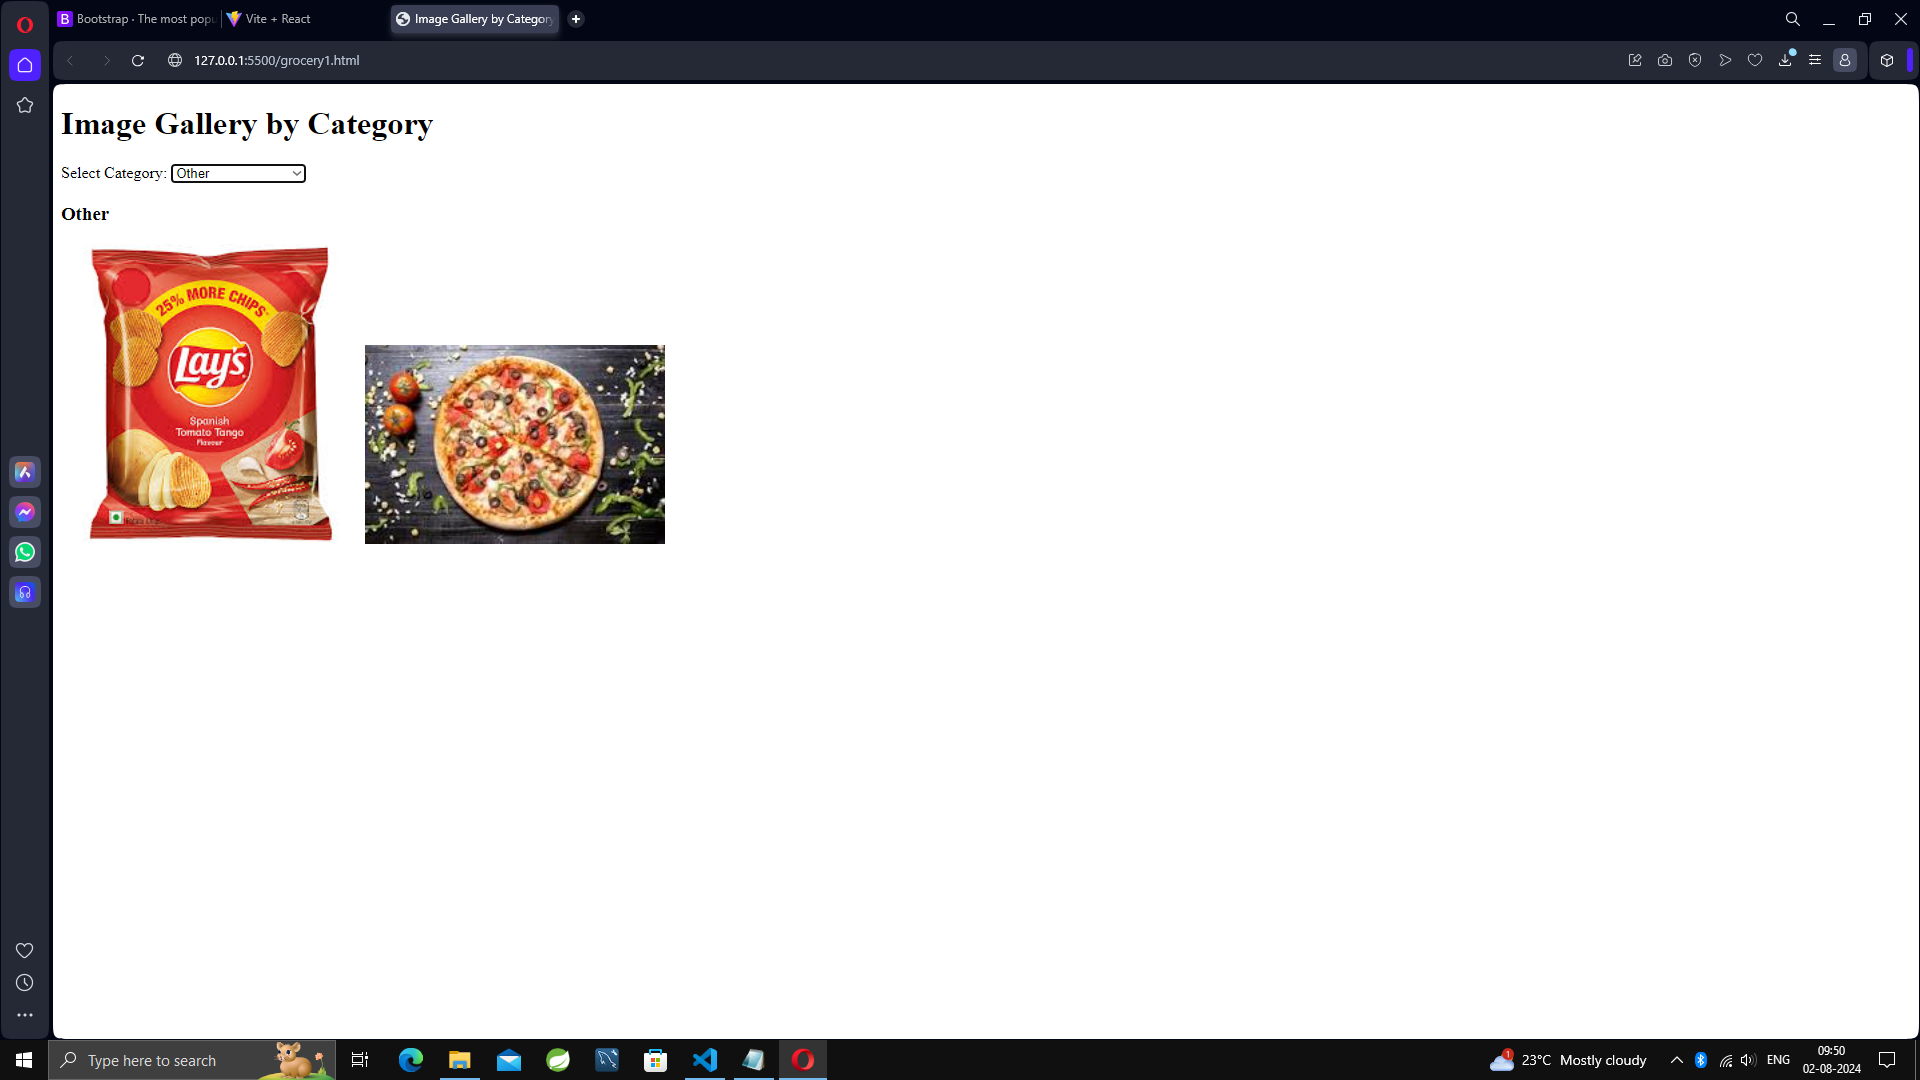 Bootstrap · The most popu
Vite + React
Image Gallery by Category
127.0.0.1:5500/grocery1.html
Image Gallery by Category
Select Category: Other
Other
25% MORE CHIPS
Lay's
Spanish
Tomato Tango
Flavour
Type here to search
1
23°C Mostly cloudy
ENG
09:50
02-08-2024